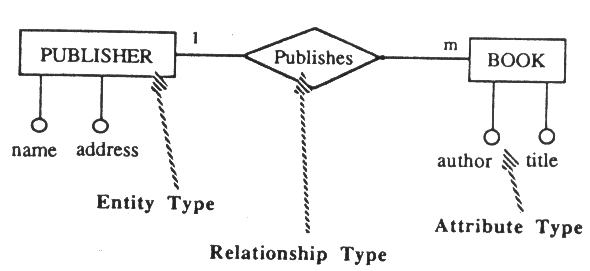 1
m
PUBLISHER
Publishes
BOOK
name
address
author
title
Entity Type
Attribute Type
Relationship Type